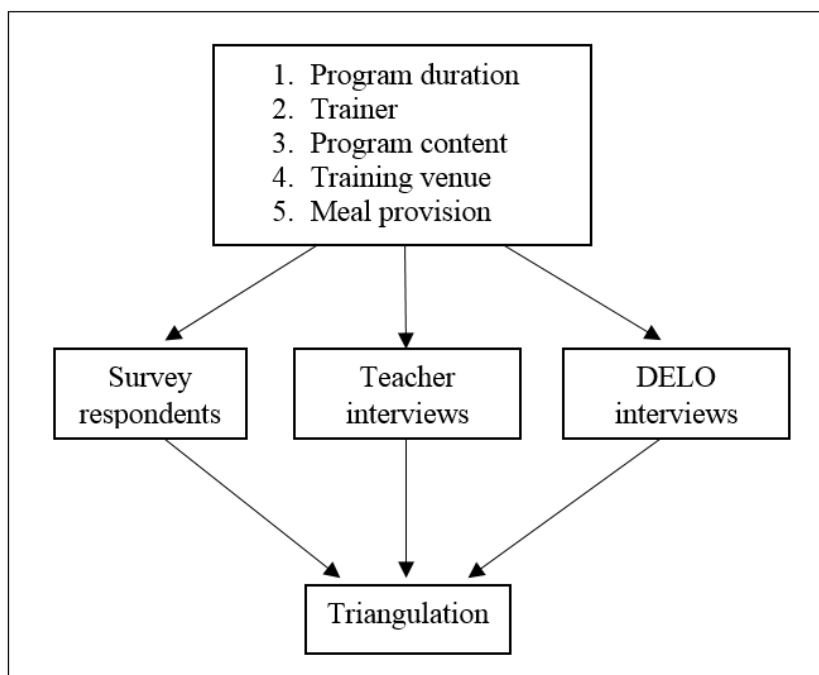 1. Program duration
2. Trainer
3. Program content
4. Training venue
5. Meal provision
Survey
respondents
Teacher
interviews
DELO
interviews
Triangulation